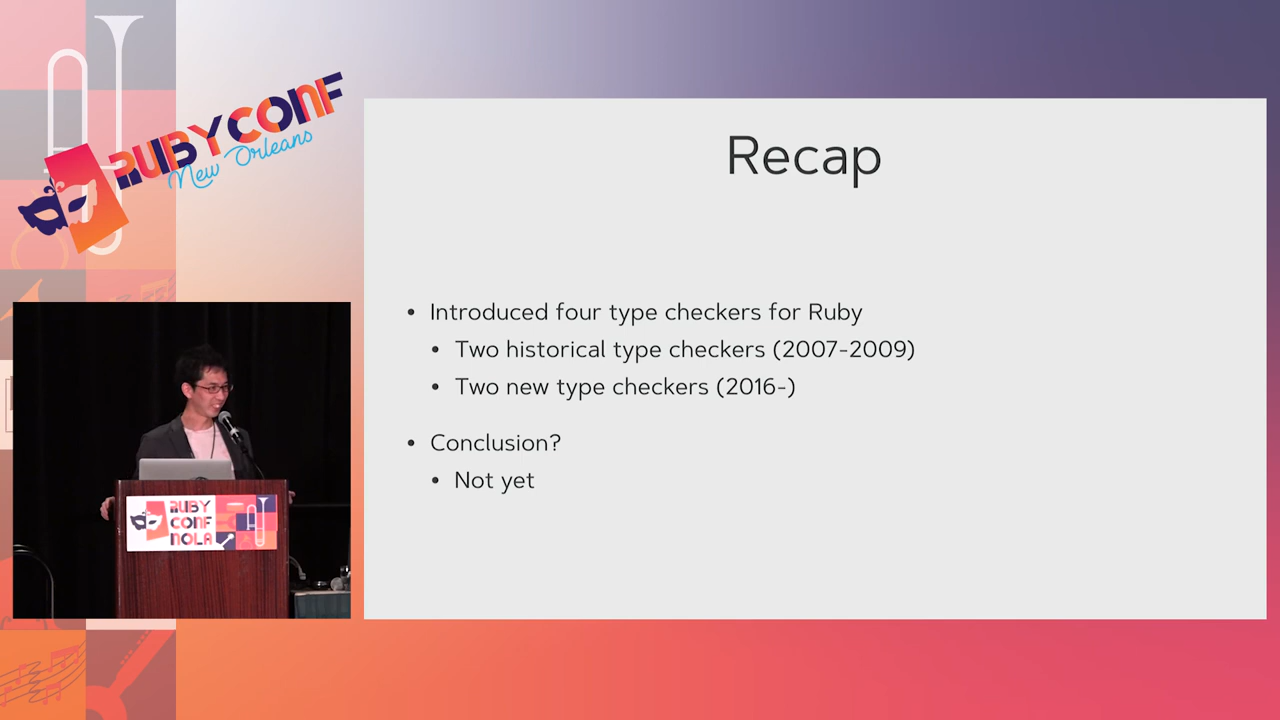 RUBYCONF
New Orleans
Recap
• Introduced four type checkers for Ruby
• Two historical type checkers (2007-2009)
• Two new type checkers (2016-)
• Conclusion?
• Not yet
RUBY
CONF
NOLA